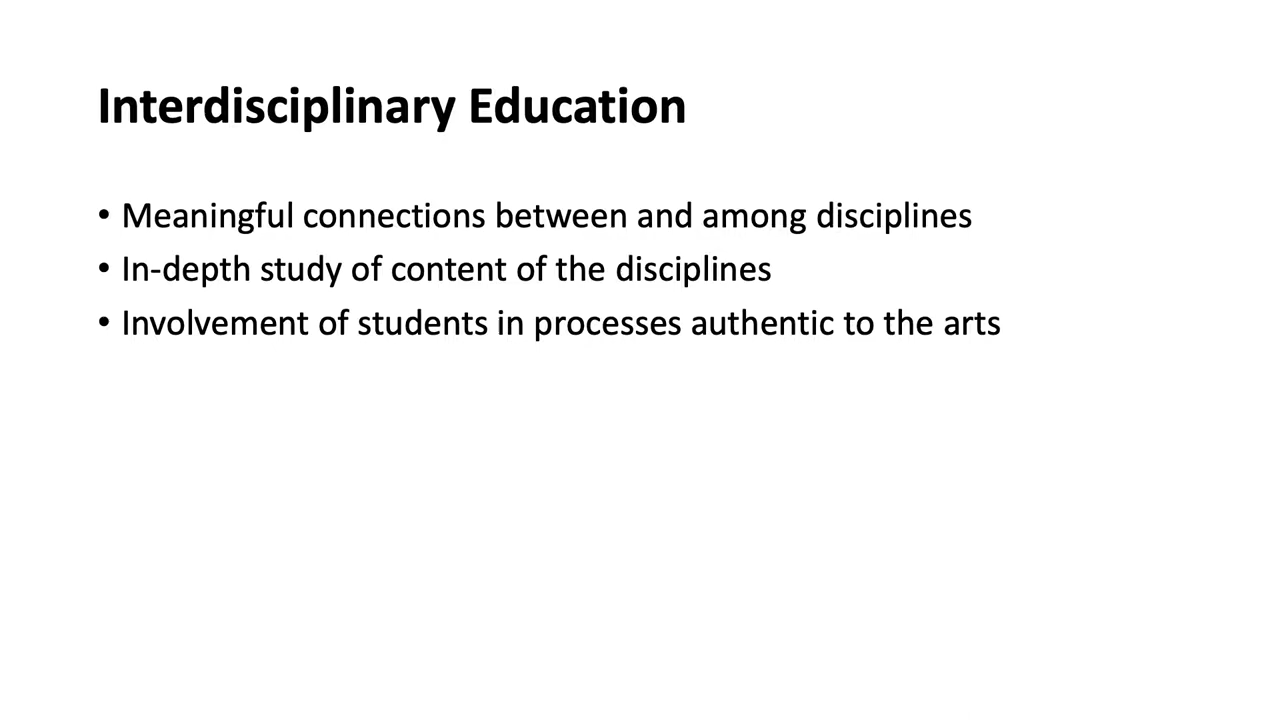 Interdisciplinary Education
• Meaningful connections between and among disciplines
• In-depth study of content of the disciplines
• Involvement of students in processes authentic to the arts